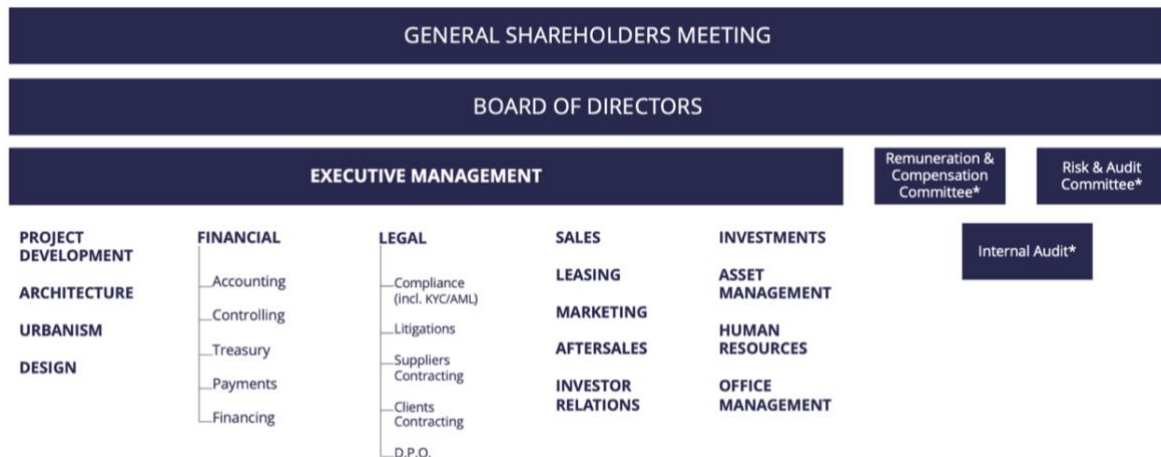 GENERAL SHAREHOLDERS MEETING
BOARD OF DIRECTORS
EXECUTIVE MANAGEMENT
Remuneration &
Compensation
Committee*
Risk & Audit
Committee*
Internal Audit*
PROJECT
DEVELOPMENT
ARCHITECTURE
URBANISM
DESIGN
FINANCIAL
Accounting
Controlling
Treasury
Payments
Financing
LEGAL
Compliance
(incl. KYC/AML)
Litigations
Suppliers
Contracting
Clients
Contracting
D.P.O.
SALES
LEASING
MARKETING
AFTERSALES
INVESTOR
RELATIONS
INVESTMENTS
ASSET
MANAGEMENT
HUMAN
RESOURCES
OFFICE
MANAGEMENT